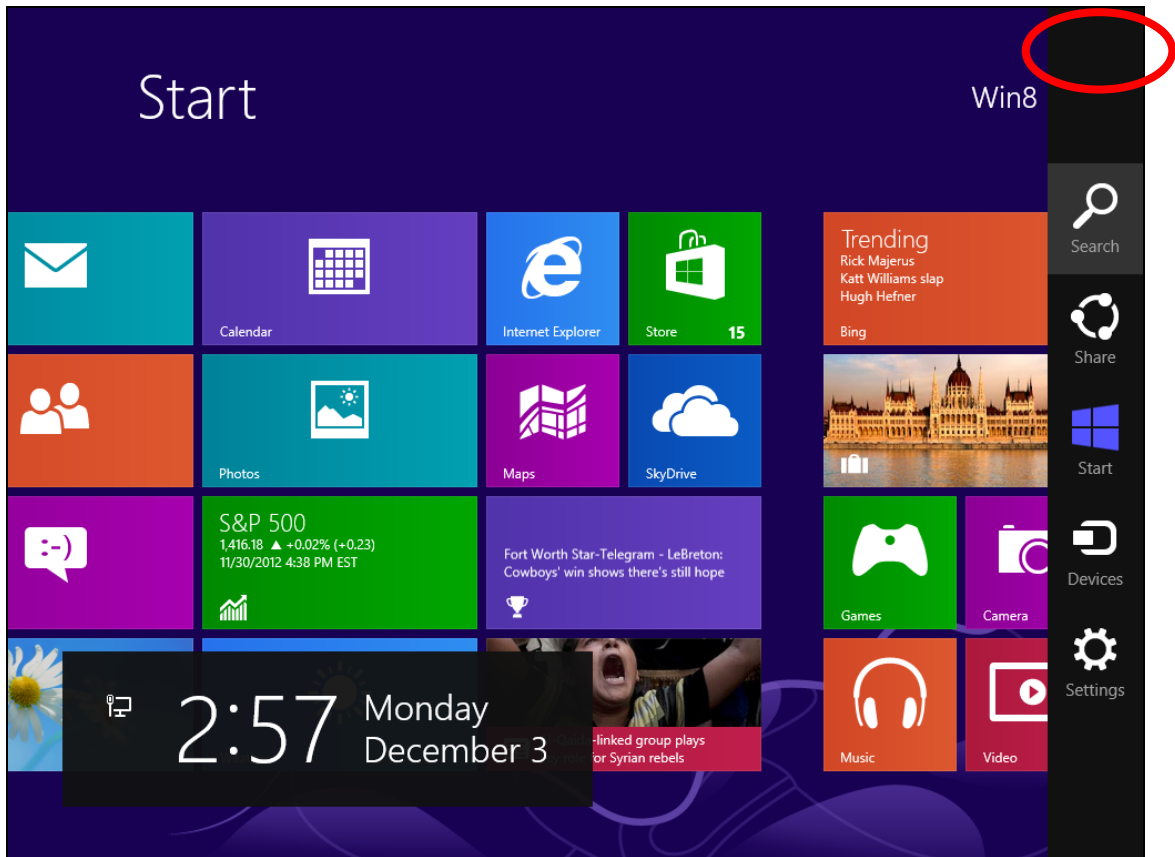 Start
Win8
Search
Share
Start
Devices
Settings
Calendar
Internet Explorer
Store
15
Trending
Rick Majerus
Katt Williams slap
Hugh Hefner
Bing
Photos
Maps
SkyDrive
S&P 500
1,416.18 ▲ +0.02% (+0.23)
11/30/2012 4:38 PM EST
Fort Worth Star-Telegram - LeBreton:
Cowboys' win shows there's still hope
Games
Camera
:-)
2:57
Monday
December 3
-linked group plays
for Syrian rebels
Music
Video